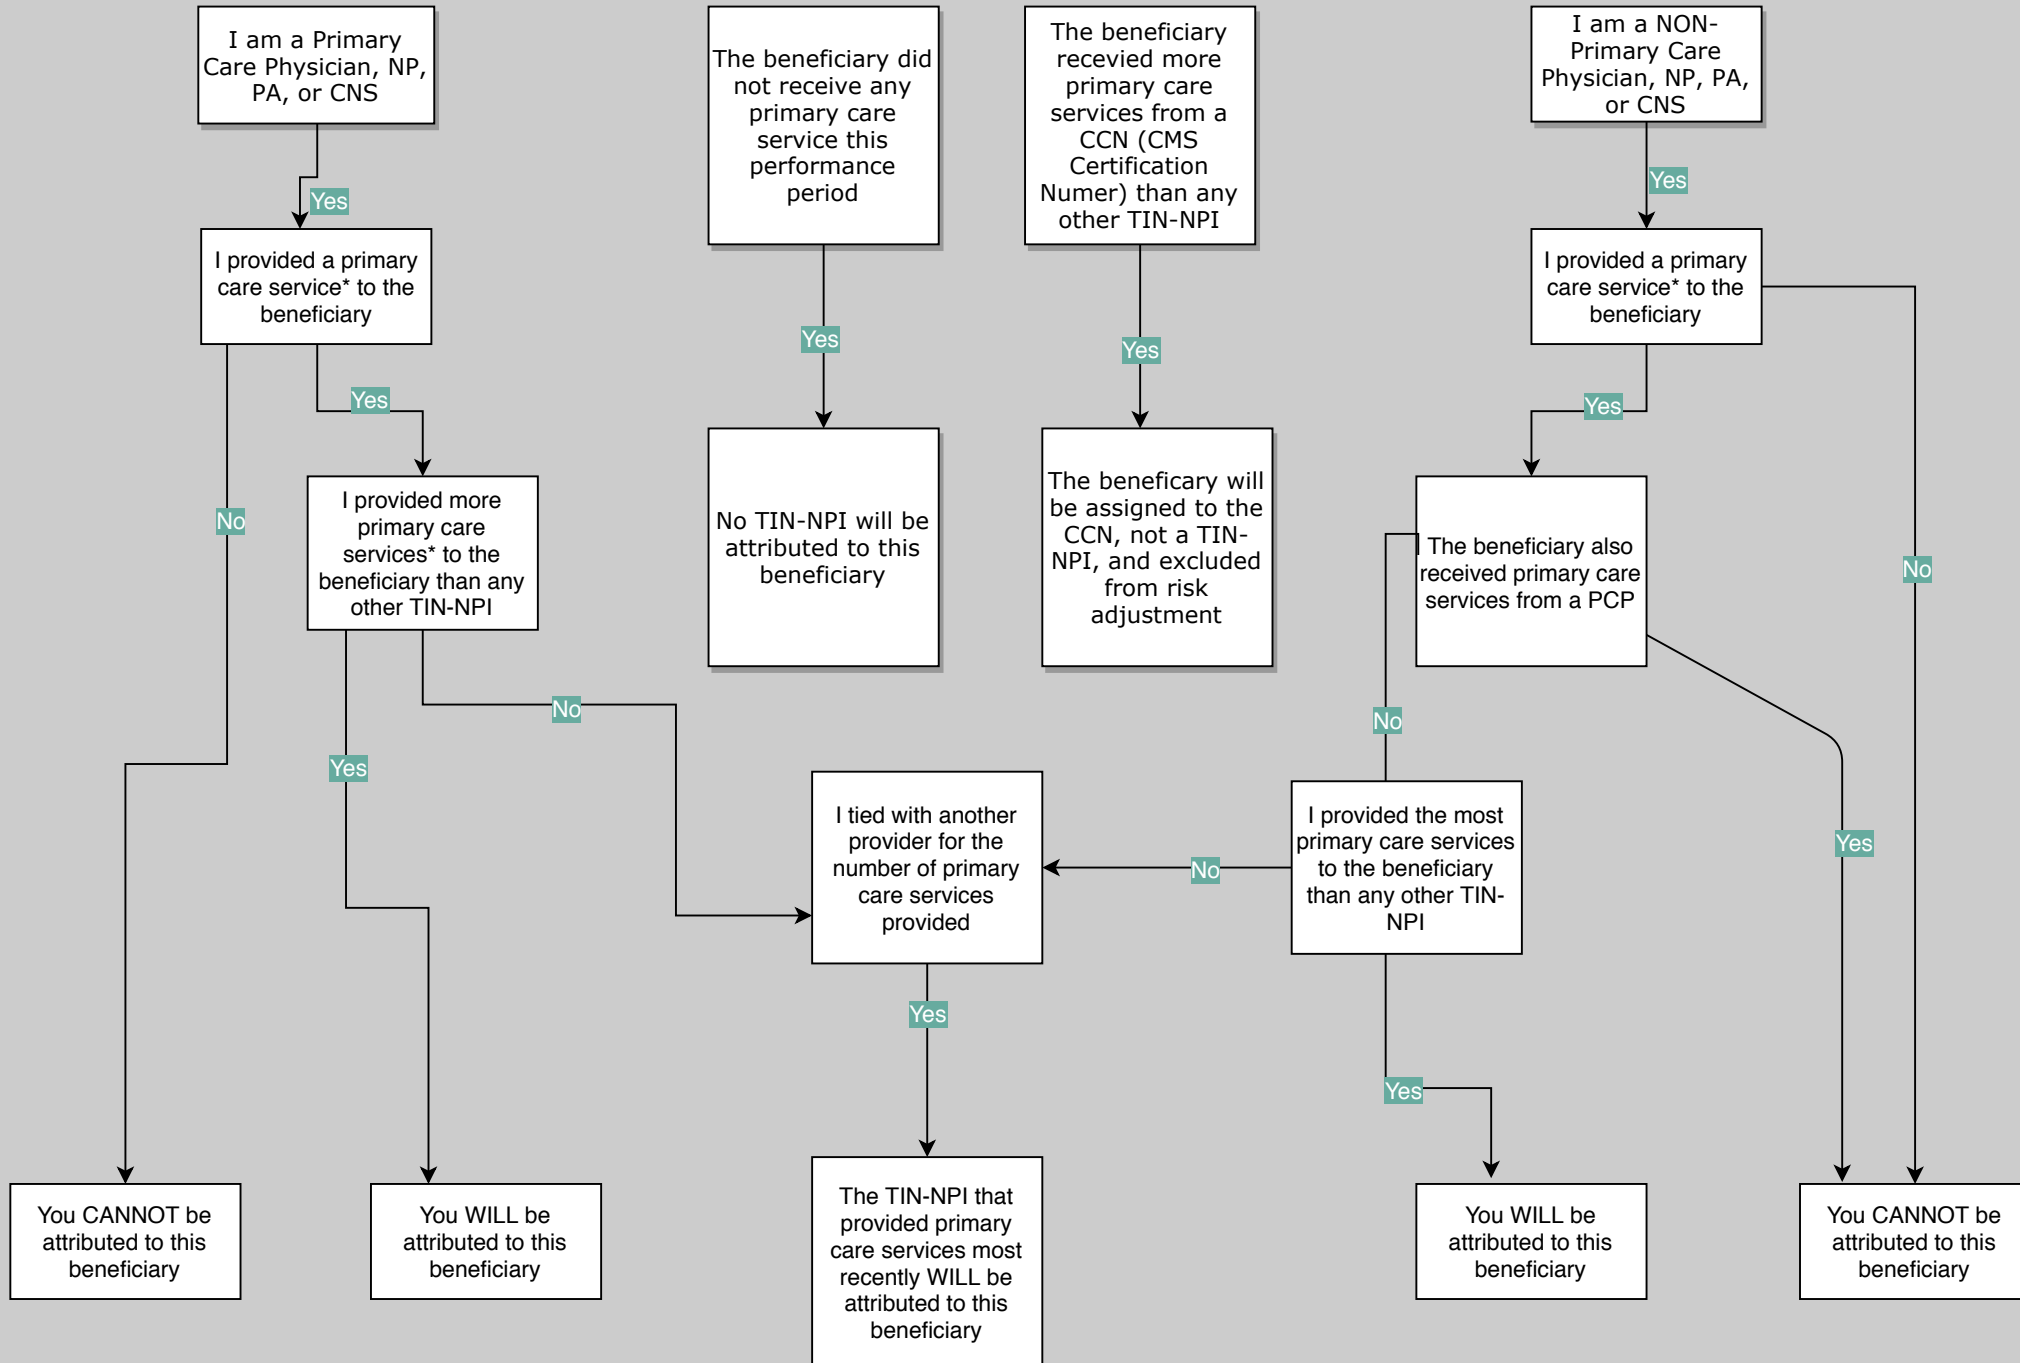 I am a Primary
Care Physician, NP,
PA, or CNS
The beneficiary did
not receive any
primary care
service this
performance
period
The beneficiary
recevied more
primary care
services from a
CCN (CMS
Certification
Numer) than any
other TIN-NPI
I am a NON-
Primary Care
Physician, NP, PA,
or CNS
Yes
Yes
I provided a primary
care service* to the
beneficiary
I provided a primary
care service* to the
beneficiary
Yes
Yes
Yes
Yes
No
I provided more
primary care
services* to the
beneficiary than any
other TIN-NPI
No TIN-NPI will be
attributed to this
beneficiary
The beneficary will
be assigned to the
CCN, not a TIN-
NPI, and excluded
from risk
adjustment
The beneficiary also
received primary care
services from a PCP
No
No
No
Yes
Yes
I tied with another
provider for the
number of primary
care services
provided
No
I provided the most
primary care services
to the beneficiary
than any other TIN-
NPI
Yes
Yes
You CANNOT be
attributed to this
beneficiary
You WILL be
attributed to this
beneficiary
The TIN-NPI that
provided primary
care services most
recently WILL be
attributed to this
beneficiary
You WILL be
attributed to this
beneficiary
You CANNOT be
attributed to this
beneficiary